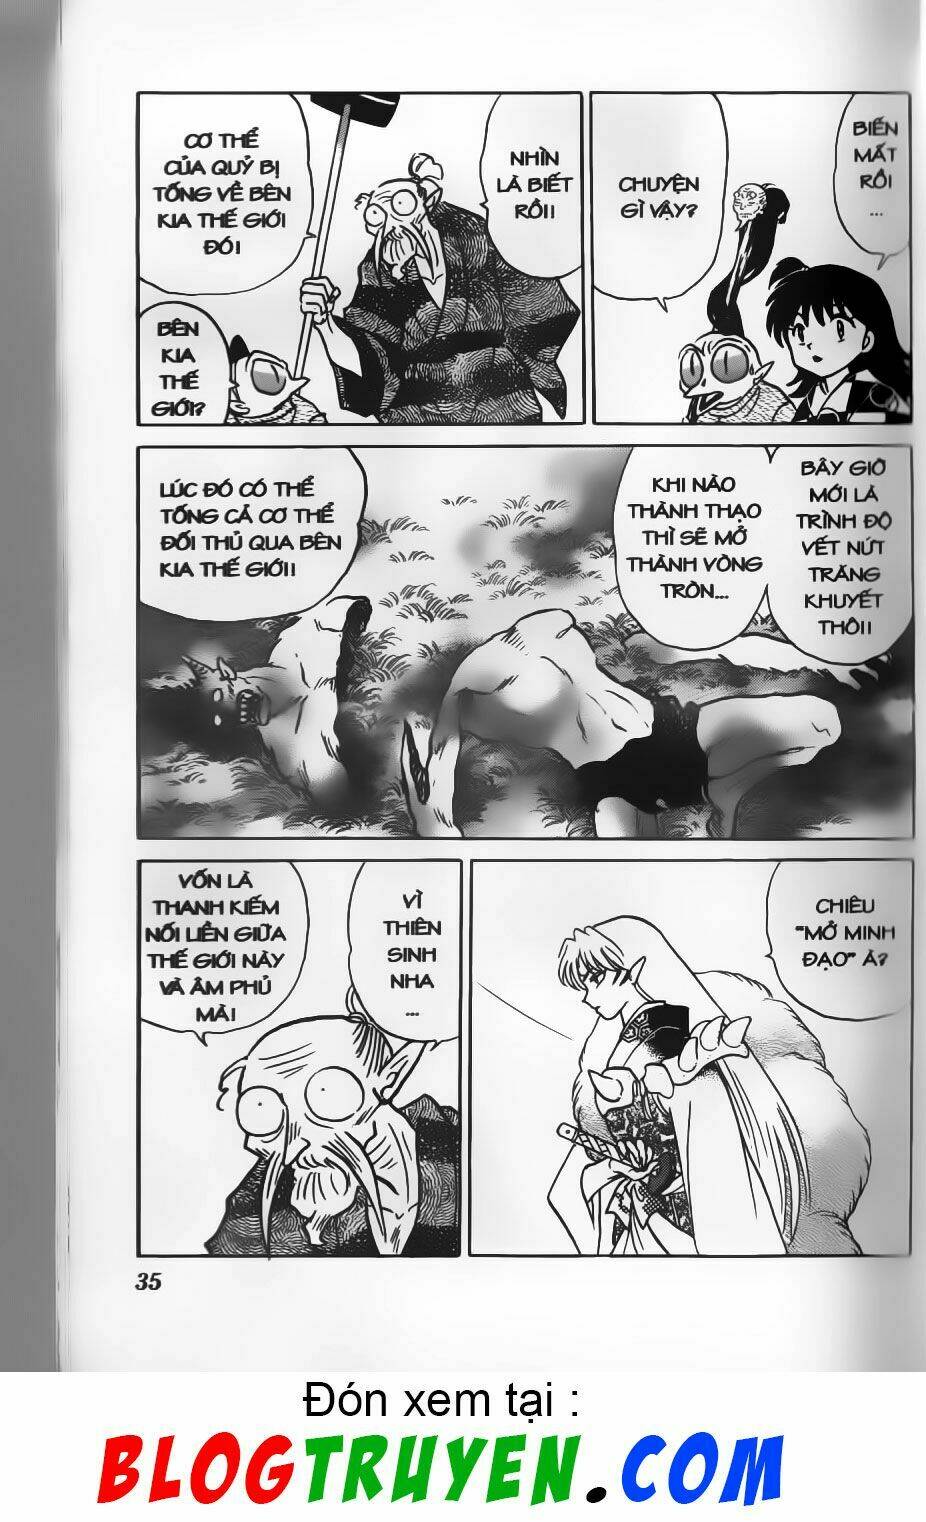 BIẾN
MẤT
RỒI
...
CHUYỆN
GÌ VẬY?
NHÌN
LÀ BIẾT
RỒI!
CƠ THỂ
CỦA QUỶ BỊ
TỐNG VỀ BÊN
KIA THẾ GIỚI
ĐÓ!
BÊN
KIA
THẾ
GIỚI?
BÂY GIỜ
MỚI LÀ
TRÌNH ĐỘ
VẾT NỨT
TRĂNG
KHUYẾT
THÔI!
KHI NÀO
THÀNH THẠO
THÌ SẼ MỞ
THÀNH VÒNG
TRÒN...
LÚC ĐÓ CÓ THỂ
TỐNG CẢ CƠ THỂ
ĐỐI THỦ QUA BÊN
KIA THẾ GIỚI!
CHIÊU
"MỞ MINH
ĐẠO" À?
VÌ
THIÊN
SINH
NHA
...
VỐN LÀ
THANH KIẾM
NỐI LIỀN GIỮA
THẾ GIỚI NÀY
VÀ ÂM PHỦ
MÀ!
35
Đón xem tại :
BLOGTRUYEN.COM